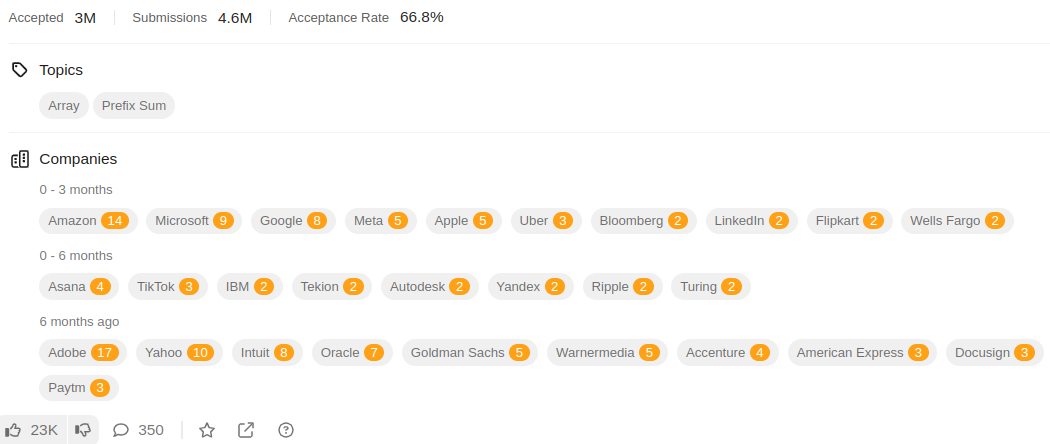 Accepted 3M Submissions 4.6M Acceptance Rate 66.8%
Topics
Array Prefix Sum
Companies
0 - 3 months
Amazon 14 Microsoft 9 Google 8 Meta 5 Apple 5 Uber 3 Bloomberg 2 LinkedIn 2 Flipkart 2 Wells Fargo 2
0 - 6 months
Asana 4 TikTok 3 IBM 2 Tekion 2 Autodesk 2 Yandex 2 Ripple 2 Turing 2
6 months ago
Adobe 17 Yahoo 10 Intuit 8 Oracle 7 Goldman Sachs 5 Warnermedia 5 Accenture 4 American Express 3 Docusign 3
Paytm 3
23K 350